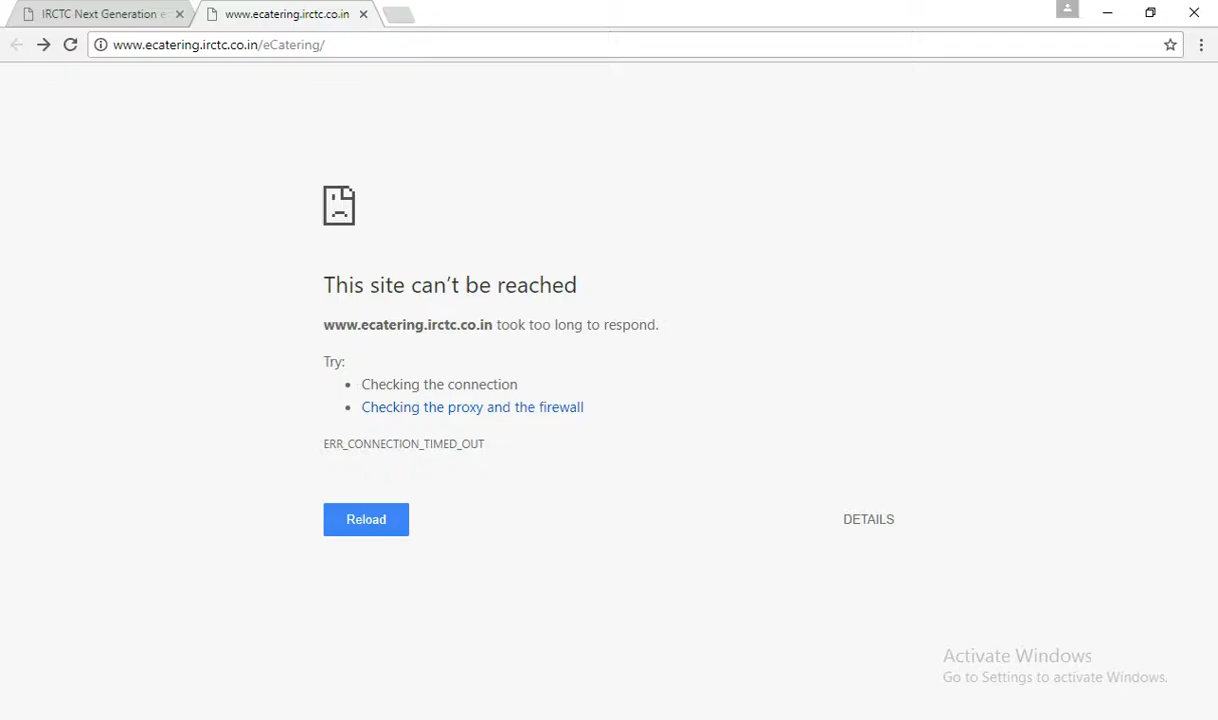 IRCTC Next Generation e
www.ecatering.irctc.co.in
www.ecatering.irctc.co.in/eCatering/
This site can't be reached
www.ecatering.irctc.co.in took too long to respond.
Try:
• Checking the connection
• Checking the proxy and the firewall
ERR_CONNECTION_TIMED_OUT
Reload
DETAILS
Activate Windows
Go to Settings to activate Windows.